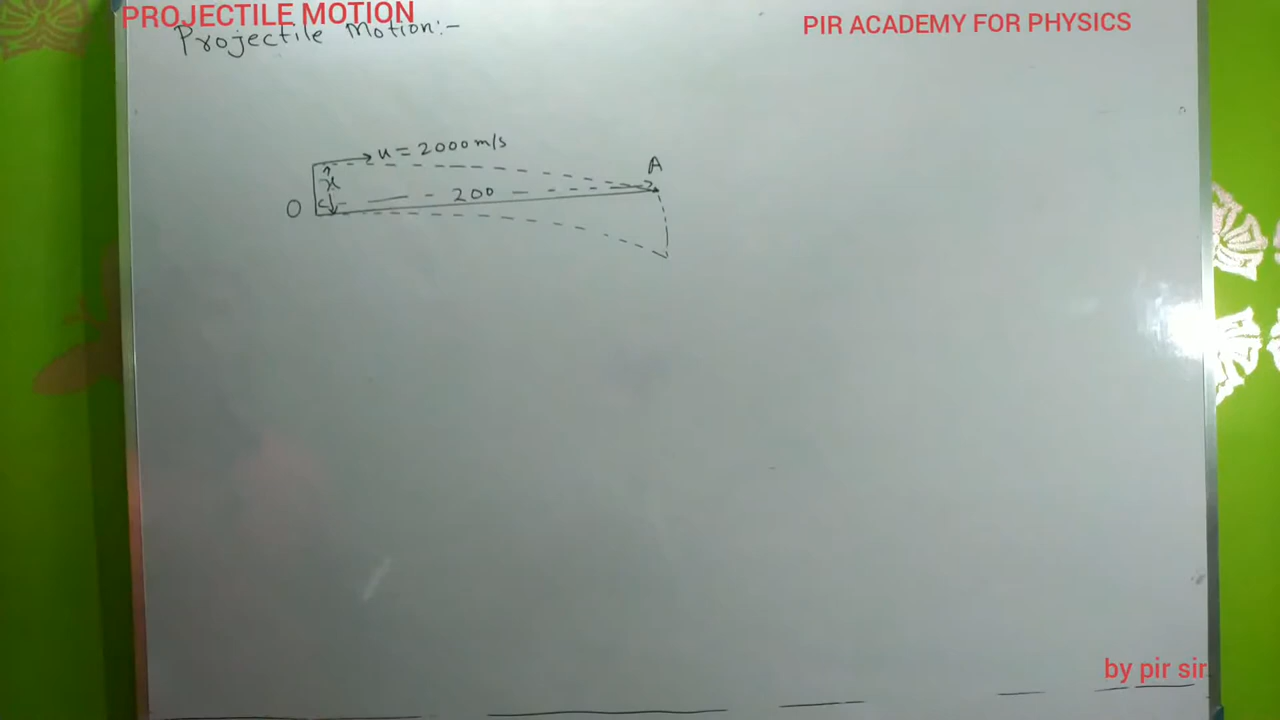 PROJECTILE MOTION
PIR ACADEMY FOR PHYSICS
Projectile Motion:-
u = 2000 m/s
A
x
200
O
by pir sir